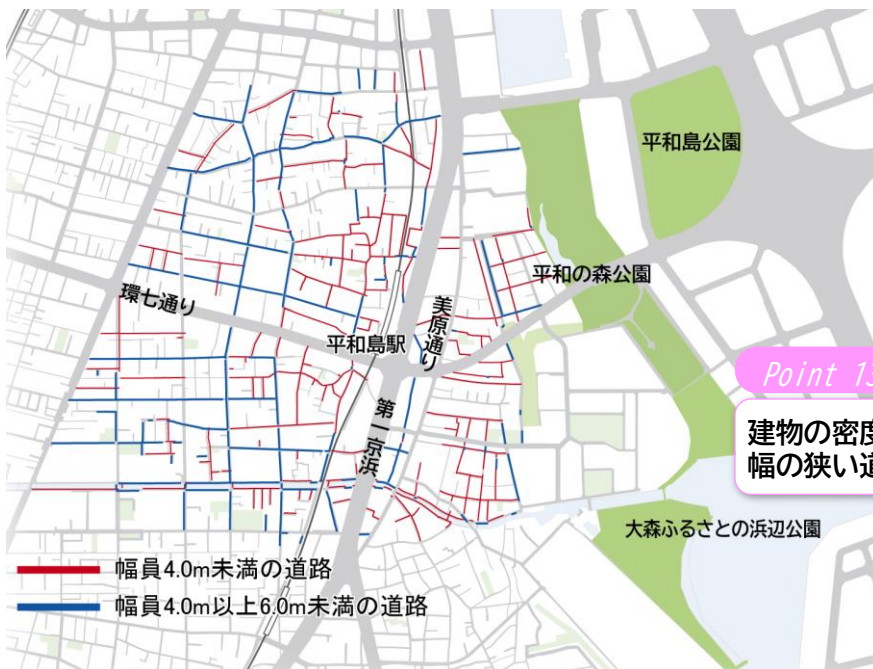 平和島公園
平和の森公園
環七通り
美原通り
平和島駅
Point 13
建物の密度
幅の狭い道
第一京浜
大森ふるさとの浜辺公園
幅員4.0m未満の道路
幅員4.0m以上6.0m未満の道路